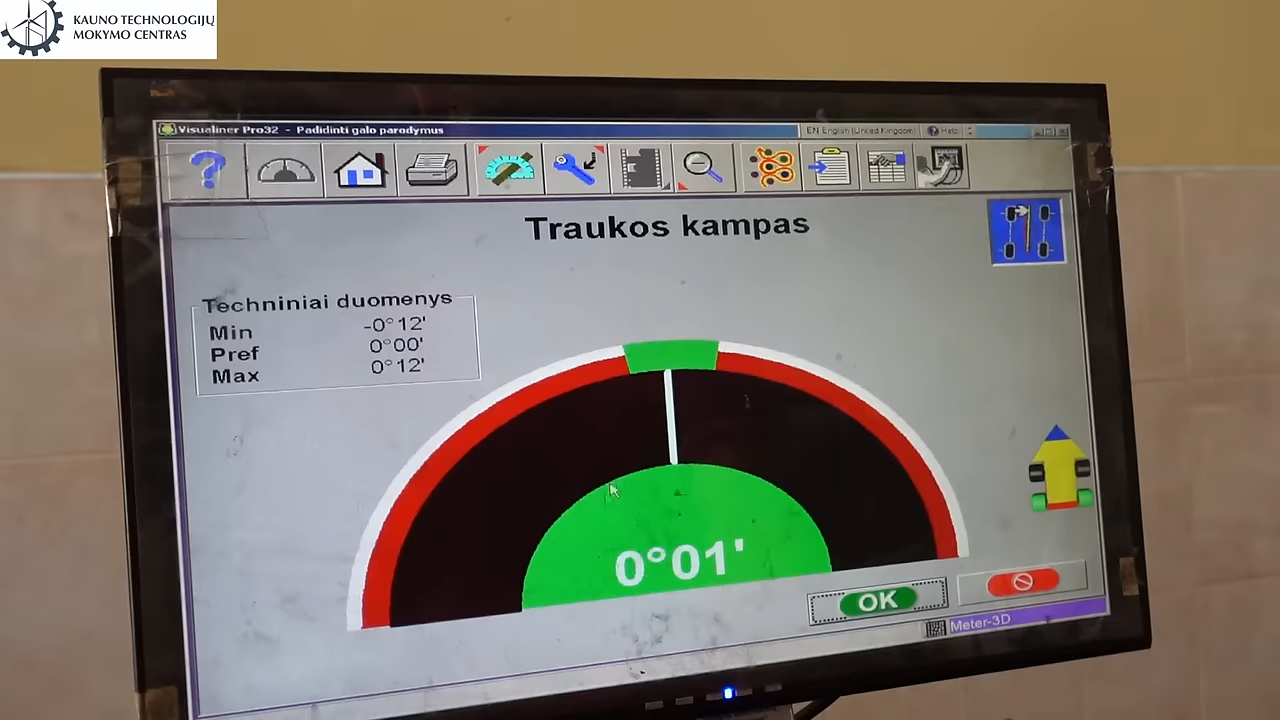 KAUNO TECHNOLOGIJŲ
MOKYMO CENTRAS
Visualiner Pro32 - Padidinti galo parodymus
EN English (United Kingdom)
Help
Traukos kampas
Techniniai duomenys
Min -0°12'
Pref 0°00'
Max 0°12'
0°01'
OK
Meter-3D